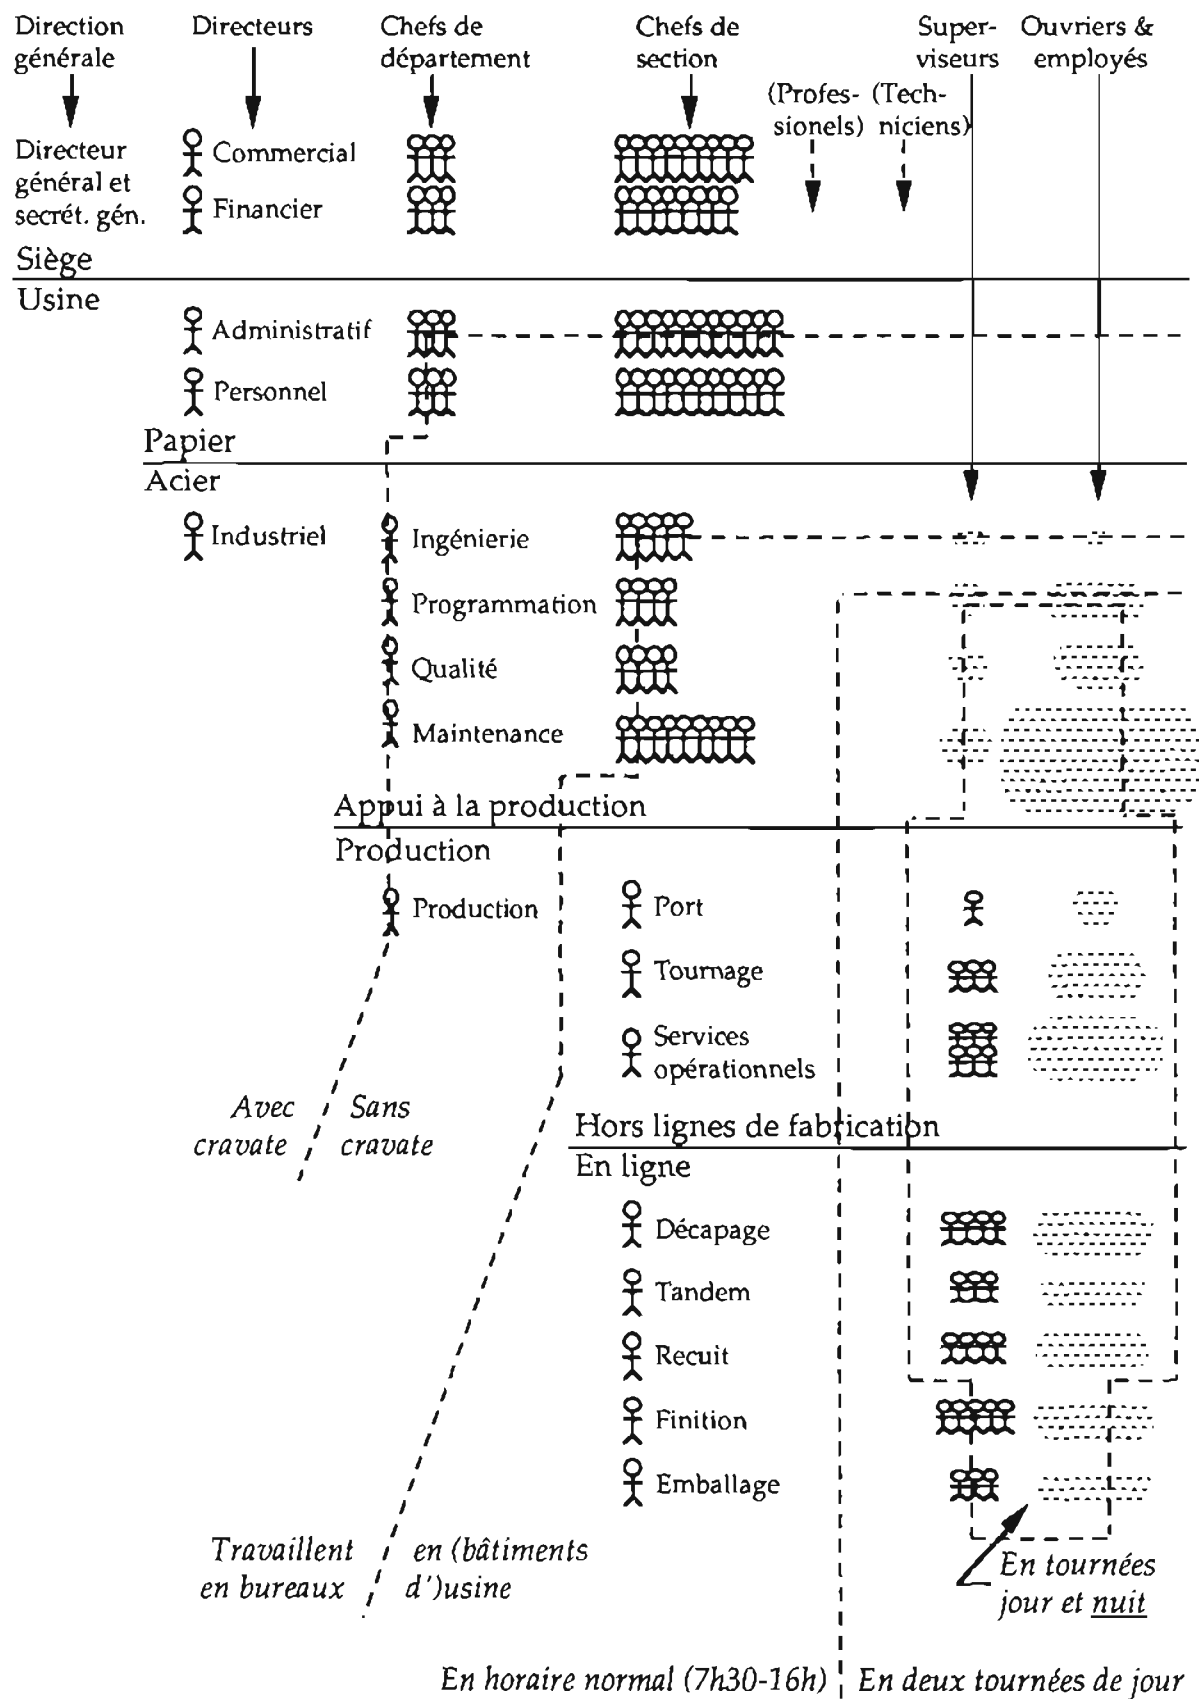 Direction
générale
Directeurs
Chefs de
département
Chefs de
section
Super-
viseurs
Ouvriers &
employés
(Profes-
sionels)
(Tech-
niciens)
Directeur
général et
secrét. gén.
Commercial
Financier
Siège
Usine
Administratif
Personnel
Papier
Acier
Industriel
Ingénierie
Programmation
Qualité
Maintenance
Appui à la production
Production
Production
Port
Tournage
Services
opérationnels
Avec
cravate
Sans
cravate
Hors lignes de fabrication
En ligne
Décapage
Tandem
Recuit
Finition
Emballage
Travaillent
en bureaux
en (bâtiments
d')usine
En tournées
jour et nuit
En horaire normal (7h30-16h)
En deux tournées de jour